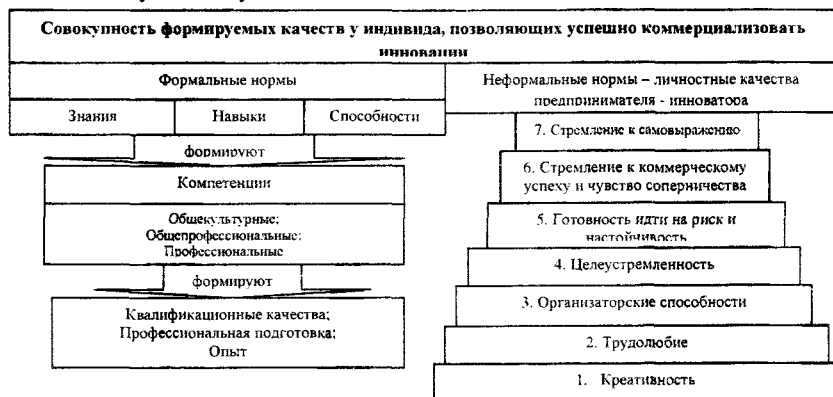 Совокупность формируемых качеств у индивида, позволяющих успешно коммерциализовать
инновации
Формальные нормы
Знания
Навыки
Способности
формируют
Компетенции
Общекультурные;
Общепрофессиональные;
Профессиональные
формируют
Квалификационные качества;
Профессиональная подготовка;
Опыт
Неформальные нормы – личностные качества
предпринимателя - инноватора
7. Стремление к самовыражению
6. Стремление к коммерческому
успеху и чувство соперничества
5. Готовность идти на риск и
настойчивость
4. Целеустремленность
3. Организаторские способности
2. Трудолюбие
1. Креативность